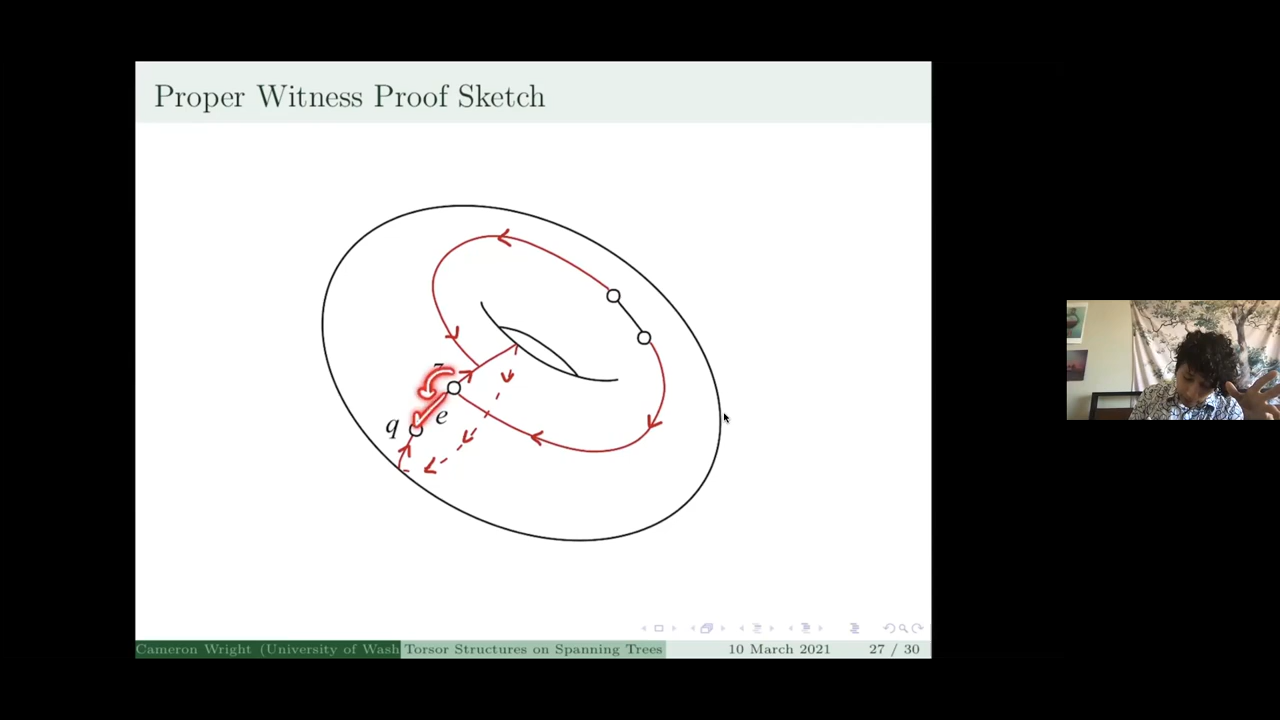 Proper Witness Proof Sketch
q
e
Cameron Wright (University of Wash
Torsor Structures on Spanning Trees
10 March 2021
27 / 30